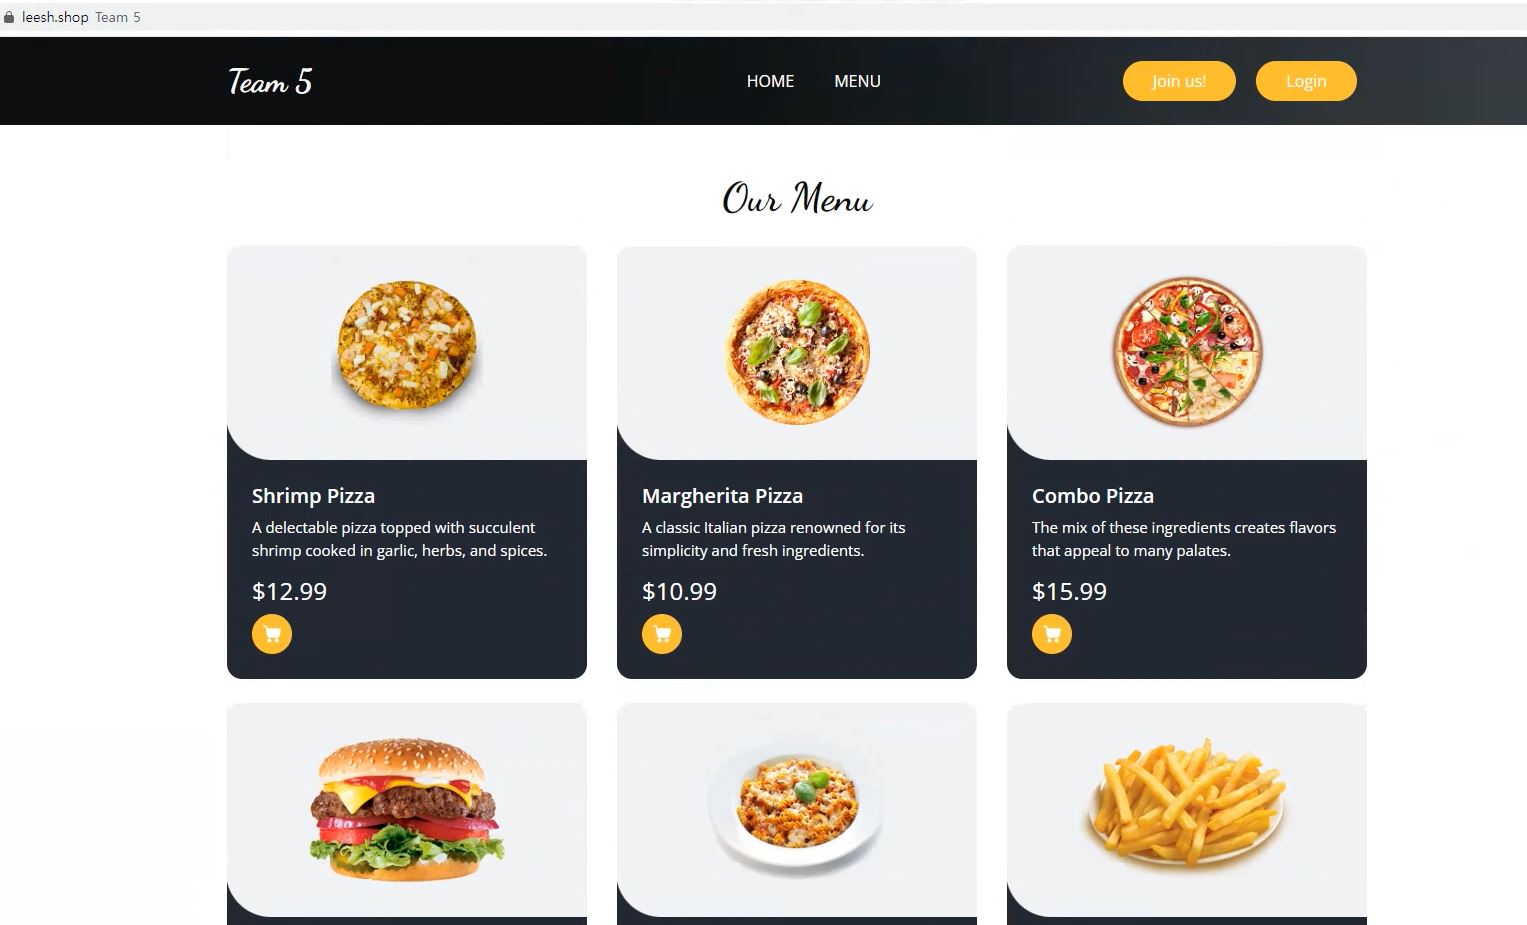 leesh.shop Team 5
Team 5
HOME
MENU
Join us!
Login
Our Menu
Shrimp Pizza
A delectable pizza topped with succulent
shrimp cooked in garlic, herbs, and spices.
$12.99
Margherita Pizza
A classic Italian pizza renowned for its
simplicity and fresh ingredients.
$10.99
Combo Pizza
The mix of these ingredients creates flavors
that appeal to many palates.
$15.99